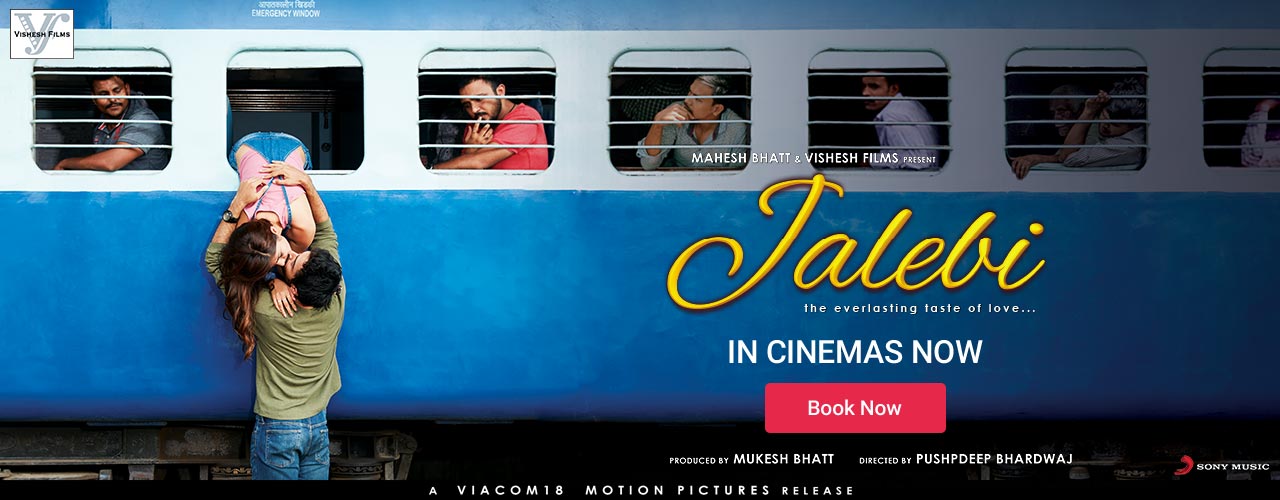 आपातकालीन खिड़की
EMERGENCY WINDOW
VF
VISHESH FILMS
MAHESH BHATT & VISHESH FILMS PRESENT
Jalebi
the everlasting taste of love...
IN CINEMAS NOW
Book Now
PRODUCED BY MUKESH BHATT DIRECTED BY PUSHPDEEP BHARDWAJ
SONY MUSIC
A VIACOM18 MOTION PICTURES RELEASE